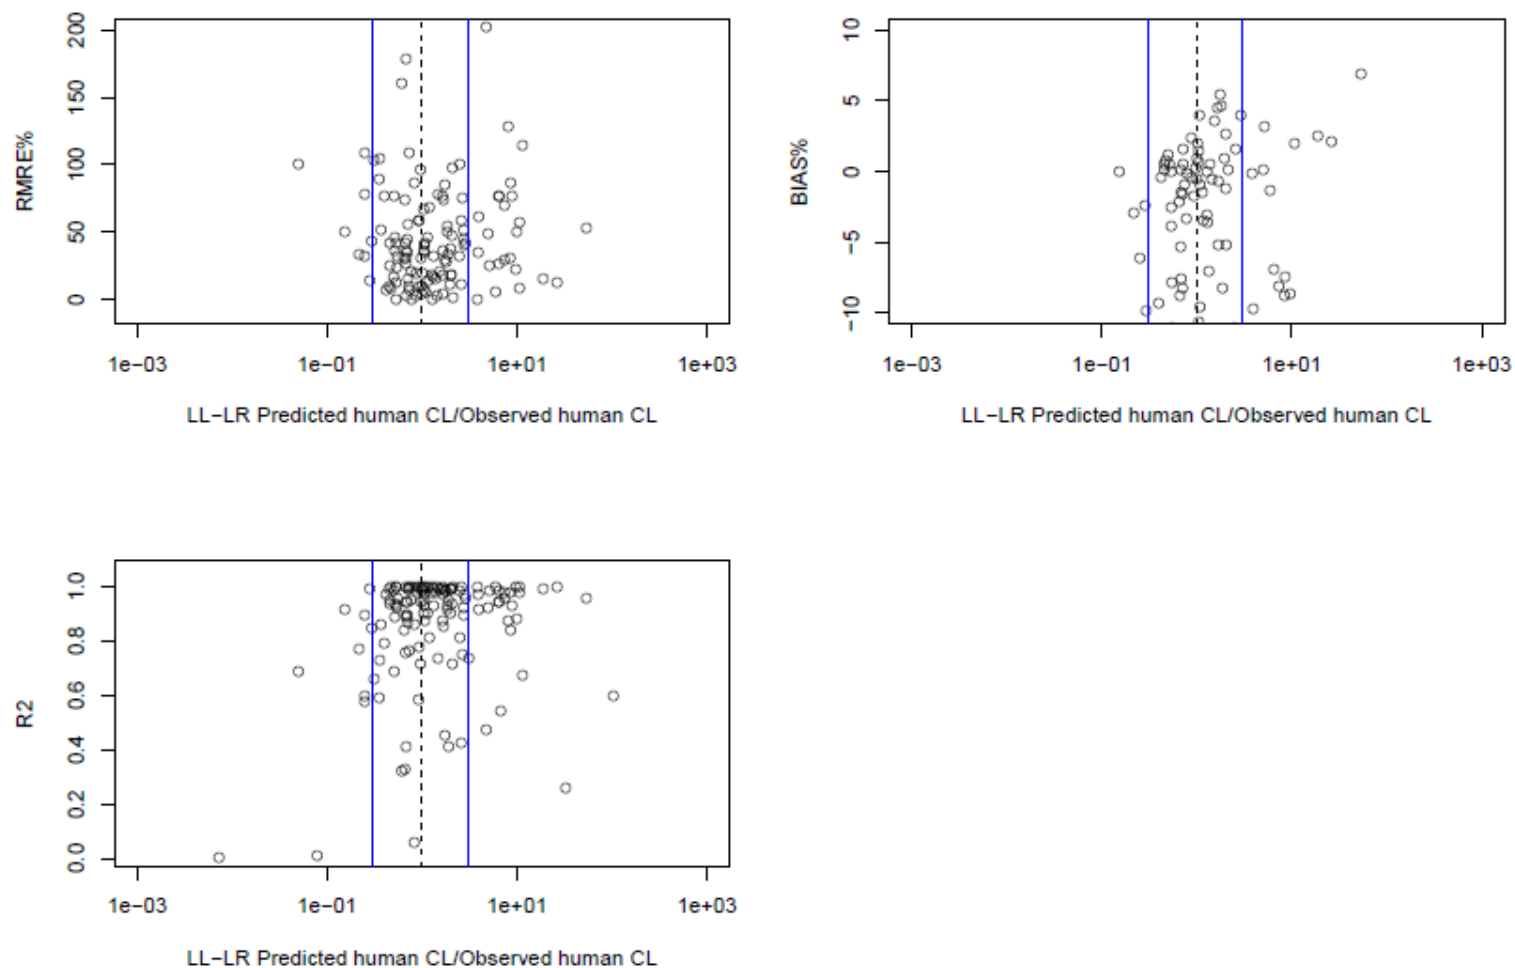 RMRE%
200
150
100
50
0
1e−03 1e−01 1e+01 1e+03
LL−LR Predicted human CL/Observed human CL
BIAS%
10
5
0
−5
−10
1e−03 1e−01 1e+01 1e+03
LL−LR Predicted human CL/Observed human CL
R2
1.0
0.8
0.6
0.4
0.2
0.0
1e−03 1e−01 1e+01 1e+03
LL−LR Predicted human CL/Observed human CL